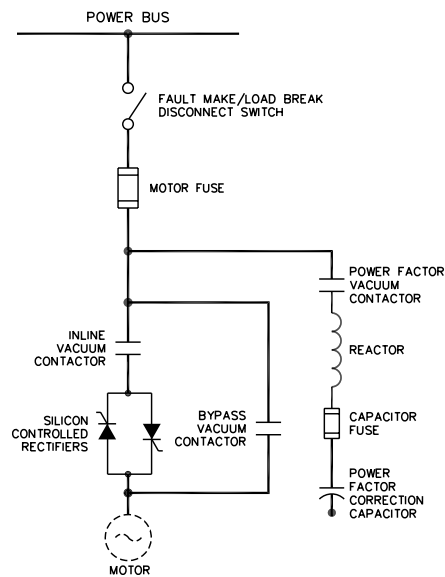 POWER BUS
FAULT MAKE/LOAD BREAK
DISCONNECT SWITCH
MOTOR FUSE
POWER FACTOR
VACUUM
CONTACTOR
INLINE
VACUUM
CONTACTOR
REACTOR
SILICON
CONTROLLED
RECTIFIERS
BYPASS
VACUUM
CONTACTOR
CAPACITOR
FUSE
POWER
FACTOR
CORRECTION
CAPACITOR
MOTOR